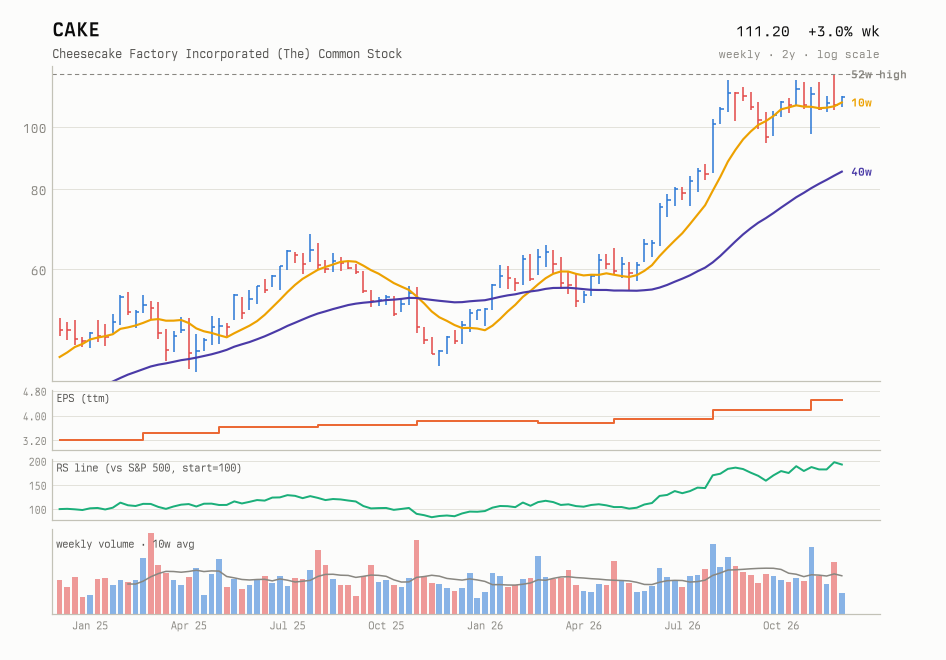 CAKE
111.20 +3.0% wk
Cheesecake Factory Incorporated (The) Common Stock
weekly · 2y · log scale
52w high
10w
100
40w
80
60
4.80
EPS (ttm)
4.00
3.20
200
RS line (vs S&P 500, start=100)
150
100
weekly volume · 10w avg
Jan 25 Apr 25 Jul 25 Oct 25 Jan 26 Apr 26 Jul 26 Oct 26